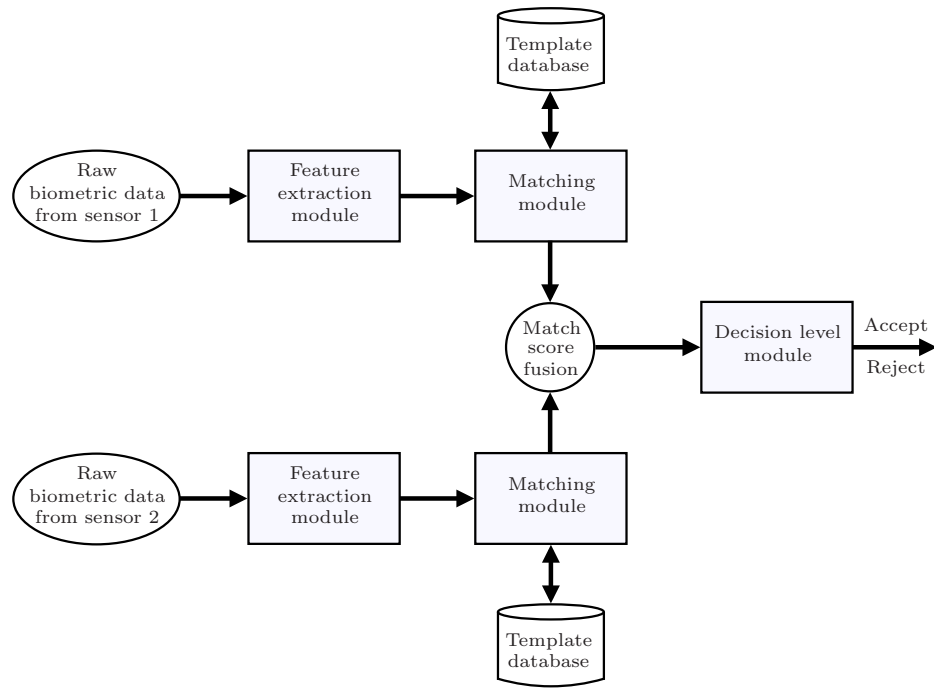 Template
database
Raw
biometric data
from sensor 1
Feature
extraction
module
Matching
module
Match
score
fusion
Decision level
module
Accept
Reject
Raw
biometric data
from sensor 2
Feature
extraction
module
Matching
module
Template
database